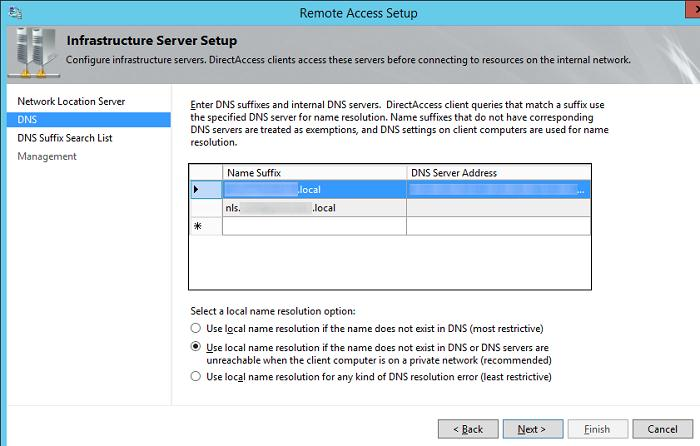 Remote Access Setup
Infrastructure Server Setup
Configure infrastructure servers. DirectAccess clients access these servers before connecting to resources on the internal network.
Network Location Server
DNS
DNS Suffix Search List
Management
Enter DNS suffixes and internal DNS servers. DirectAccess client queries that match a suffix use
the specified DNS server for name resolution. Name suffixes that do not have corresponding
DNS servers are treated as exemptions, and DNS settings on client computers are used for name
resolution.
Name Suffix DNS Server Address
.local ...
nls. .local
Select a local name resolution option:
Use local name resolution if the name does not exist in DNS (most restrictive)
Use local name resolution if the name does not exist in DNS or DNS servers are
unreachable when the client computer is on a private network (recommended)
Use local name resolution for any kind of DNS resolution error (least restrictive)
< Back Next > Finish Cancel